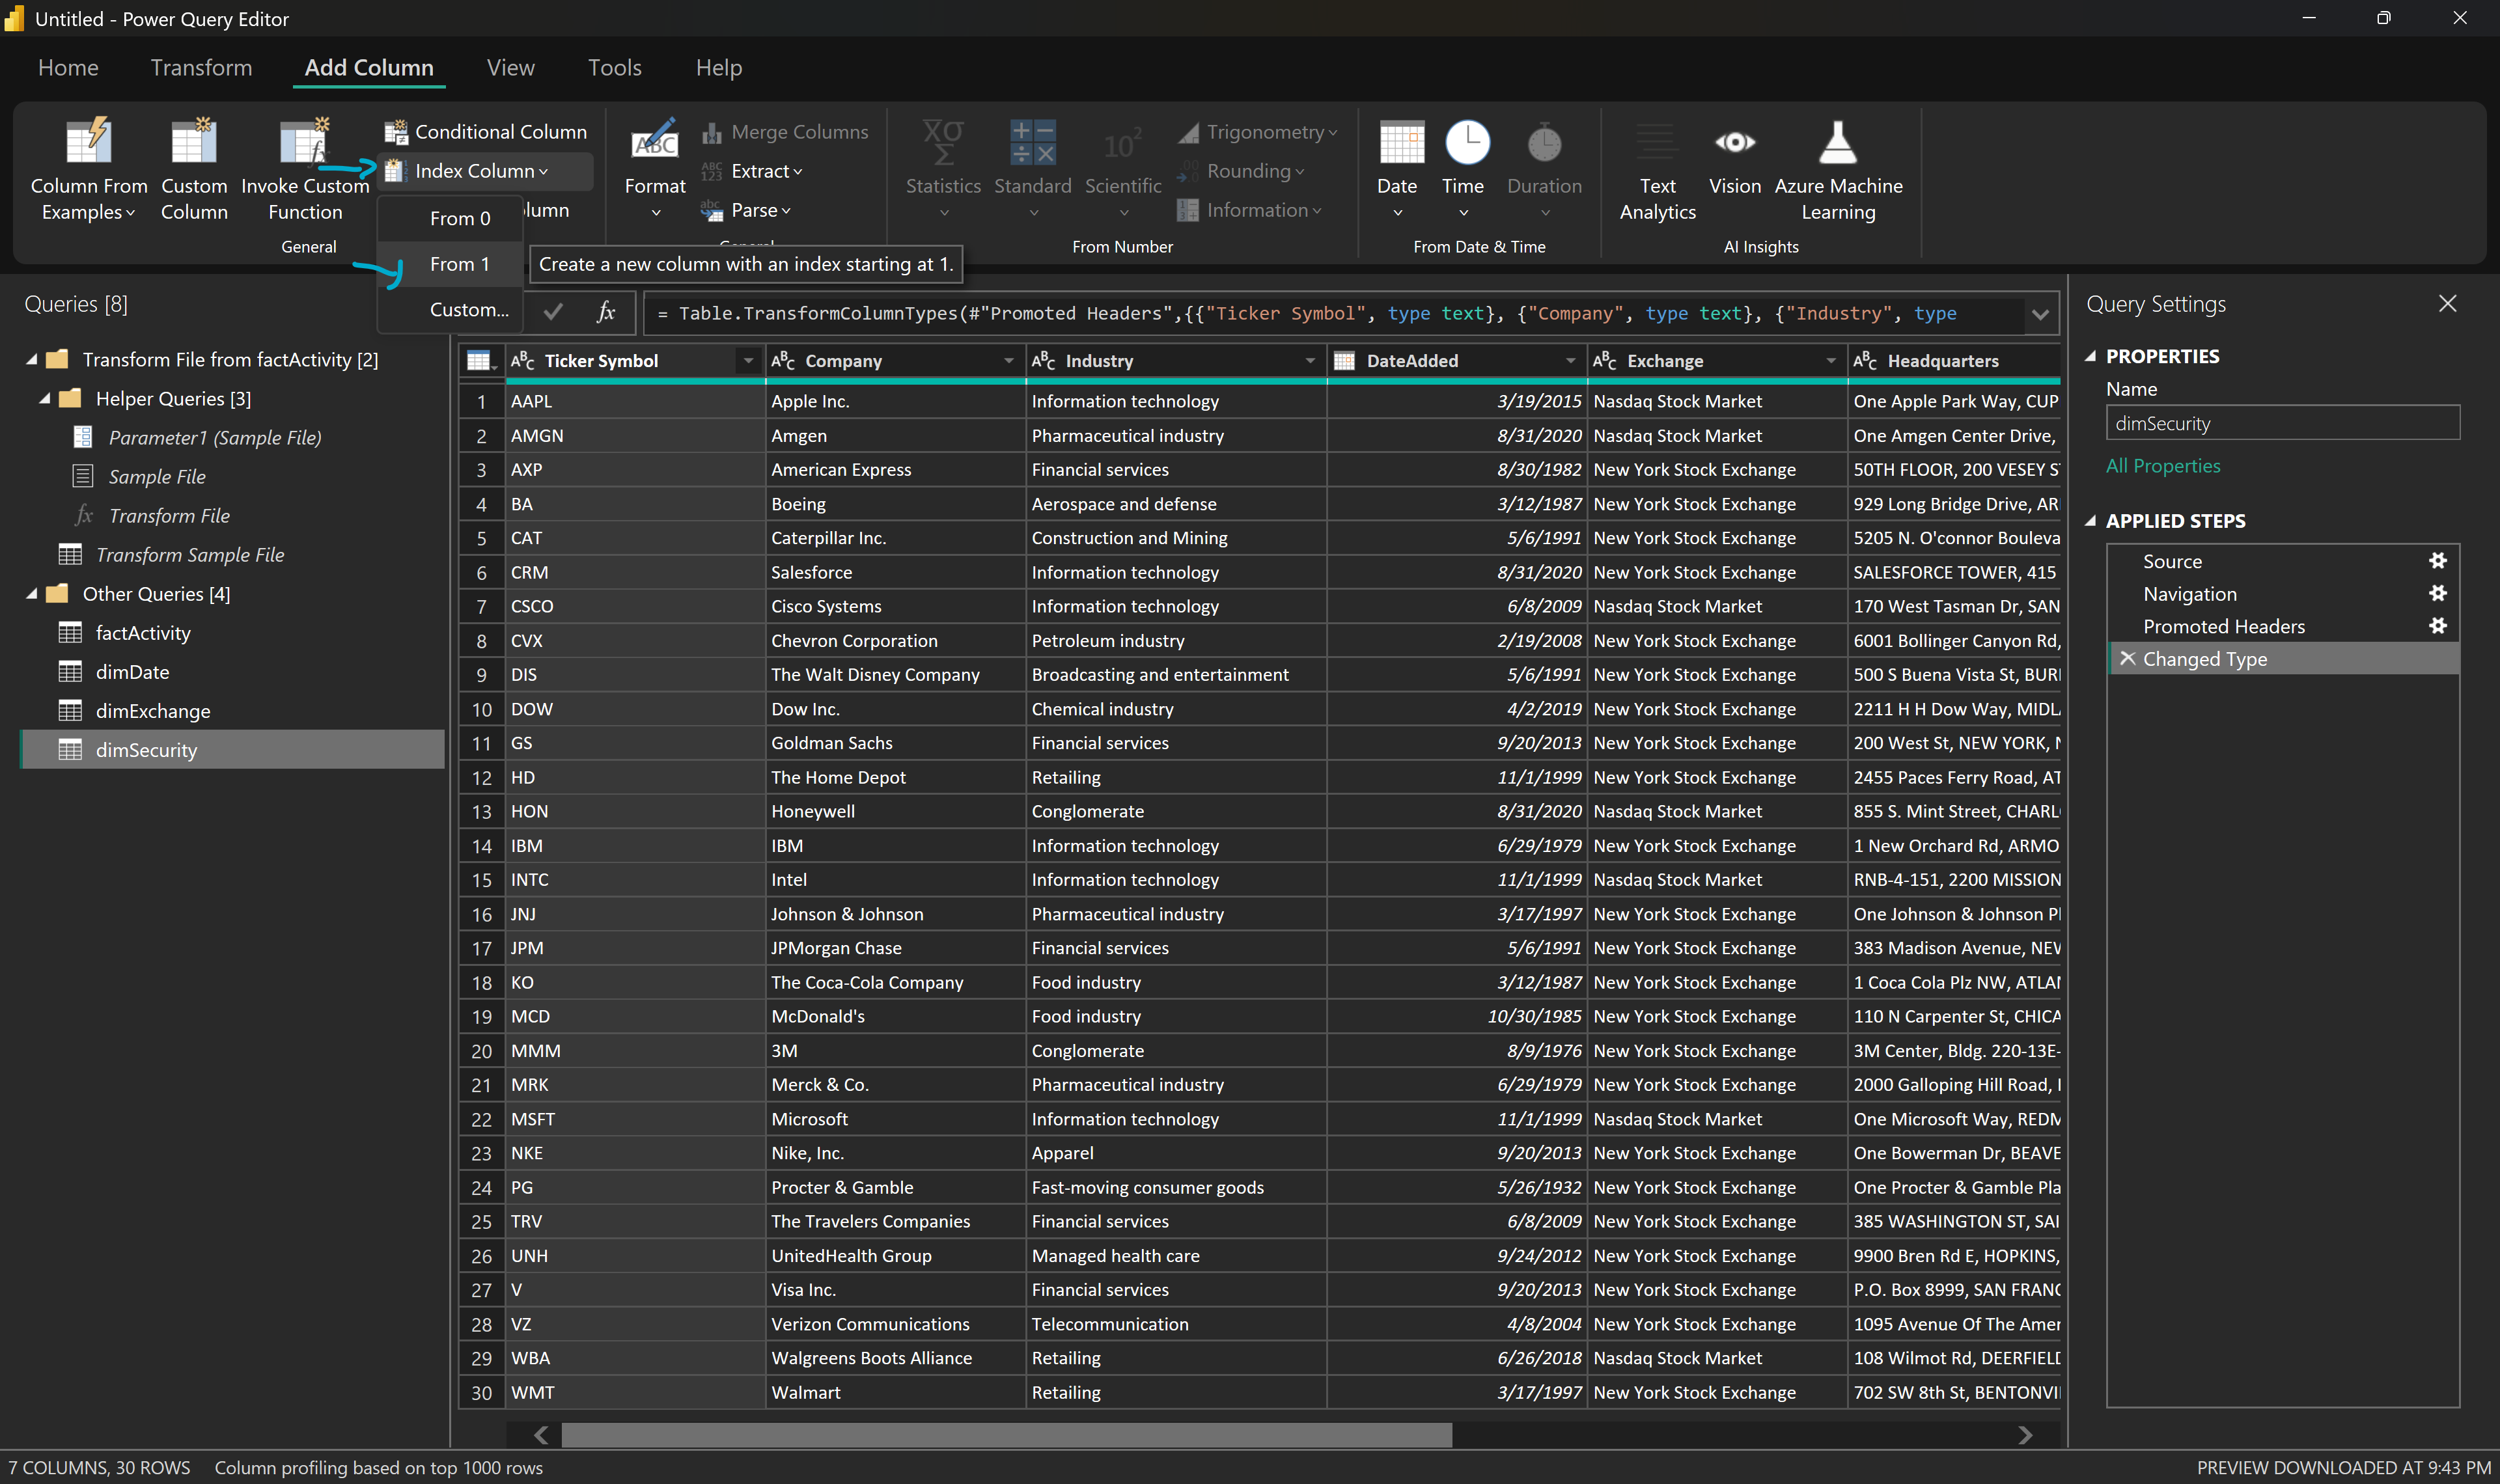 Untitled - Power Query Editor
Home Transform Add Column View Tools Help
Column From Examples
Custom Column
Invoke Custom Function
Conditional Column
Index Column
General
From 0
From 1
Custom...
Create a new column with an index starting at 1.
Format
Merge Columns
Extract
Parse
Statistics
Standard
Scientific
Trigonometry
Rounding
Information
From Number
Date
Time
Duration
From Date & Time
Text Analytics
Vision
Azure Machine Learning
AI Insights
Queries [8]
Transform File from factActivity [2]
Helper Queries [3]
Parameter1 (Sample File)
Sample File
Transform File
Transform Sample File
Other Queries [4]
factActivity
dimDate
dimExchange
dimSecurity
fx = Table.TransformColumnTypes(#"Promoted Headers",{{"Ticker Symbol", type text}, {"Company", type text}, {"Industry", type
Ticker Symbol Company Industry DateAdded Exchange Headquarters
1 AAPL Apple Inc. Information technology 3/19/2015 Nasdaq Stock Market One Apple Park Way, CUP
2 AMGN Amgen Pharmaceutical industry 8/31/2020 Nasdaq Stock Market One Amgen Center Drive,
3 AXP American Express Financial services 8/30/1982 New York Stock Exchange 50TH FLOOR, 200 VESEY S
4 BA Boeing Aerospace and defense 3/12/1987 New York Stock Exchange 929 Long Bridge Drive, AR
5 CAT Caterpillar Inc. Construction and Mining 5/6/1991 New York Stock Exchange 5205 N. O'connor Bouleva
6 CRM Salesforce Information technology 8/31/2020 New York Stock Exchange SALESFORCE TOWER, 415
7 CSCO Cisco Systems Information technology 6/8/2009 Nasdaq Stock Market 170 West Tasman Dr, SAN
8 CVX Chevron Corporation Petroleum industry 2/19/2008 New York Stock Exchange 6001 Bollinger Canyon Rd,
9 DIS The Walt Disney Company Broadcasting and entertainment 5/6/1991 New York Stock Exchange 500 S Buena Vista St, BUR
10 DOW Dow Inc. Chemical industry 4/2/2019 New York Stock Exchange 2211 H H Dow Way, MIDL
11 GS Goldman Sachs Financial services 9/20/2013 New York Stock Exchange 200 West St, NEW YORK,
12 HD The Home Depot Retailing 11/1/1999 New York Stock Exchange 2455 Paces Ferry Road, AT
13 HON Honeywell Conglomerate 8/31/2020 Nasdaq Stock Market 855 S. Mint Street, CHARL
14 IBM IBM Information technology 6/29/1979 New York Stock Exchange 1 New Orchard Rd, ARMO
15 INTC Intel Information technology 11/1/1999 Nasdaq Stock Market RNB-4-151, 2200 MISSION
16 JNJ Johnson & Johnson Pharmaceutical industry 3/17/1997 New York Stock Exchange One Johnson & Johnson Pl
17 JPM JPMorgan Chase Financial services 5/6/1991 New York Stock Exchange 383 Madison Avenue, NEW
18 KO The Coca-Cola Company Food industry 3/12/1987 New York Stock Exchange 1 Coca Cola Plz NW, ATLAN
19 MCD McDonald's Food industry 10/30/1985 New York Stock Exchange 110 N Carpenter St, CHICA
20 MMM 3M Conglomerate 8/9/1976 New York Stock Exchange 3M Center, Bldg. 220-13E-
21 MRK Merck & Co. Pharmaceutical industry 6/29/1979 New York Stock Exchange 2000 Galloping Hill Road,
22 MSFT Microsoft Information technology 11/1/1999 Nasdaq Stock Market One Microsoft Way, REDM
23 NKE Nike, Inc. Apparel 9/20/2013 New York Stock Exchange One Bowerman Dr, BEAVE
24 PG Procter & Gamble Fast-moving consumer goods 5/26/1932 New York Stock Exchange One Procter & Gamble Pla
25 TRV The Travelers Companies Financial services 6/8/2009 New York Stock Exchange 385 WASHINGTON ST, SAI
26 UNH UnitedHealth Group Managed health care 9/24/2012 New York Stock Exchange 9900 Bren Rd E, HOPKINS,
27 V Visa Inc. Financial services 9/20/2013 New York Stock Exchange P.O. Box 8999, SAN FRANC
28 VZ Verizon Communications Telecommunication 4/8/2004 New York Stock Exchange 1095 Avenue Of The Amer
29 WBA Walgreens Boots Alliance Retailing 6/26/2018 Nasdaq Stock Market 108 Wilmot Rd, DEERFIELD
30 WMT Walmart Retailing 3/17/1997 New York Stock Exchange 702 SW 8th St, BENTONVI
Query Settings
PROPERTIES
Name
dimSecurity
All Properties
APPLIED STEPS
Source
Navigation
Promoted Headers
Changed Type
7 COLUMNS, 30 ROWS Column profiling based on top 1000 rows
PREVIEW DOWNLOADED AT 9:43 PM